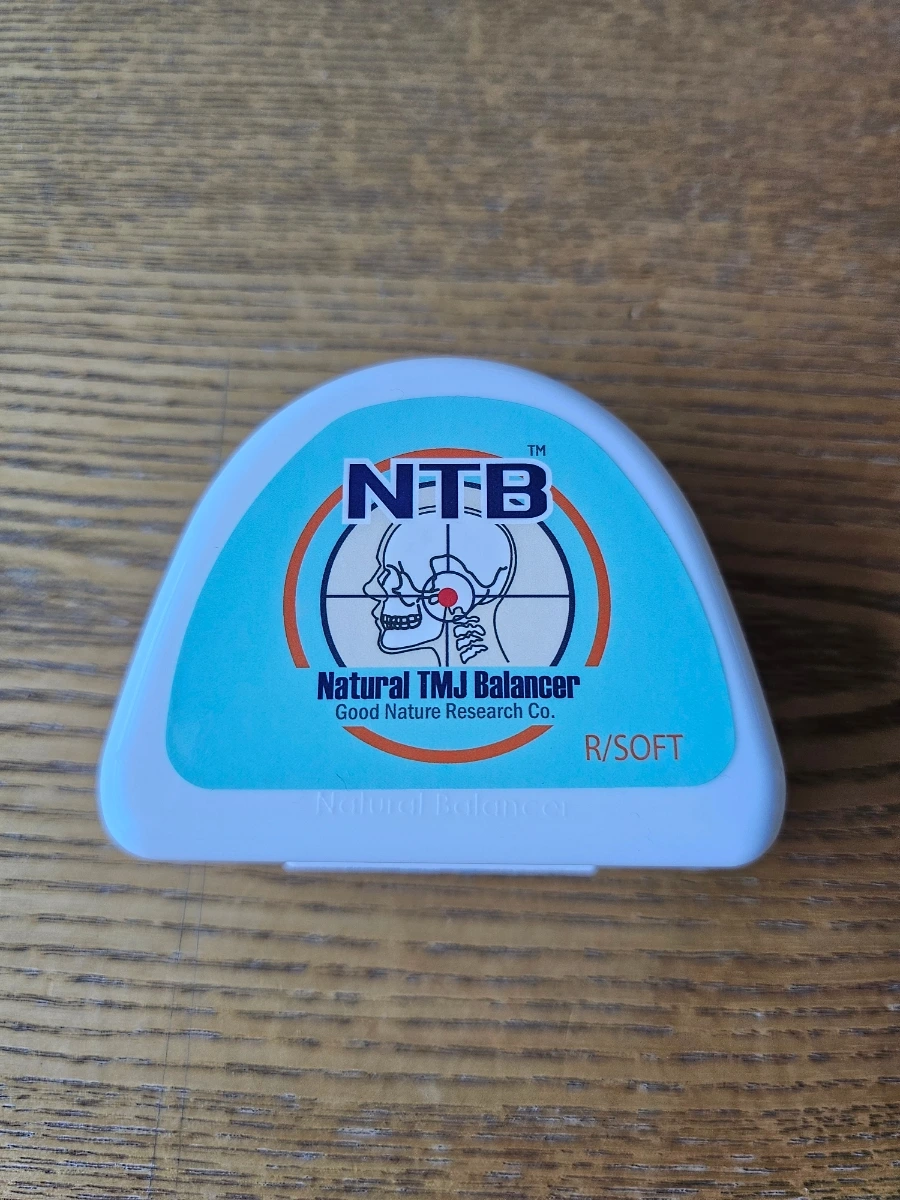 NTB™
Natural TMJ Balancer
Good Nature Research Co.
R/SOFT
Natural Balancer